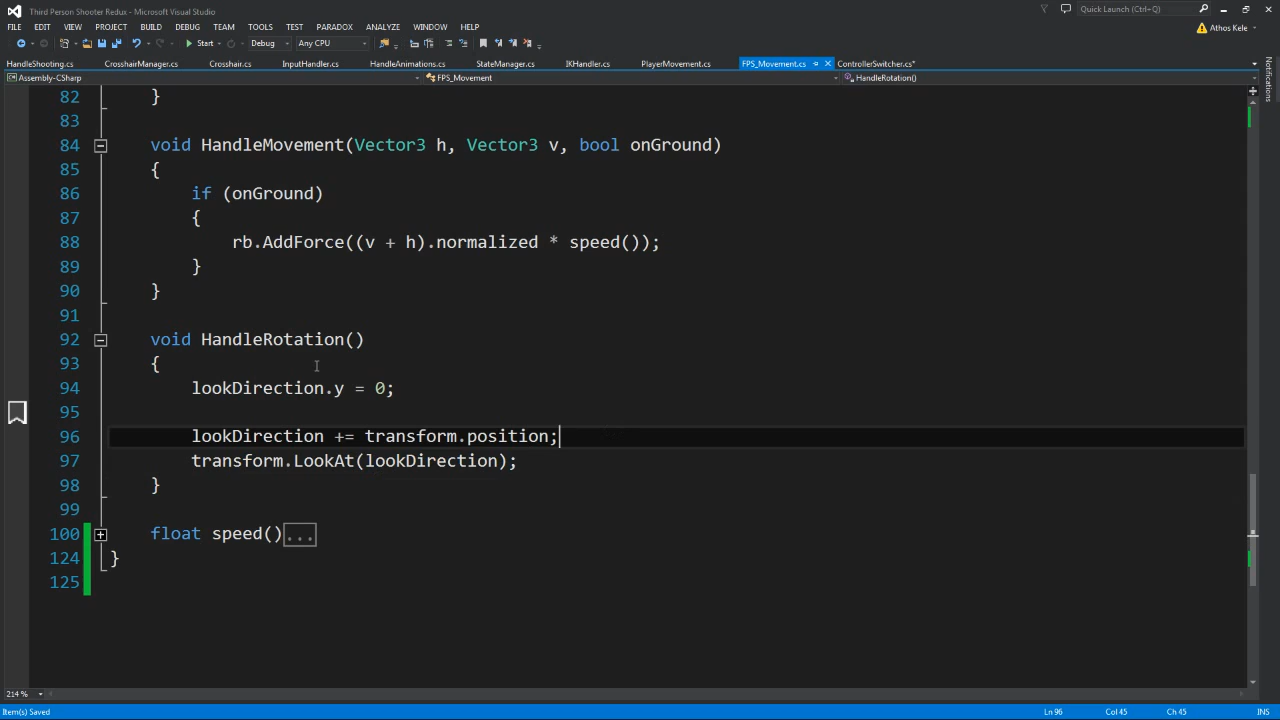 Third Person Shooter Redux - Microsoft Visual Studio
Quick Launch (Ctrl+Q)
FILE EDIT VIEW PROJECT BUILD DEBUG TEAM TOOLS TEST PARADOX ANALYZE WINDOW HELP
Athos Kele
Start Debug Any CPU
HandleShooting.cs CrosshairManager.cs Crosshair.cs InputHandler.cs HandleAnimations.cs StateManager.cs IKHandler.cs PlayerMovement.cs FPS_Movement.cs ControllerSwitcher.cs*
Assembly-CSharp FPS_Movement HandleRotation()
Notifications
82 }
83
84 void HandleMovement(Vector3 h, Vector3 v, bool onGround)
85 {
86 if (onGround)
87 {
88 rb.AddForce((v + h).normalized * speed());
89 }
90 }
91
92 void HandleRotation()
93 {
94 lookDirection.y = 0;
95
96 lookDirection += transform.position;
97 transform.LookAt(lookDirection);
98 }
99
100 float speed()...
124 }
125
214 %
Item(s) Saved Ln 96 Col 45 Ch 45 INS